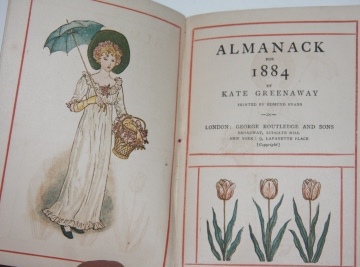 ALMANACK
FOR
1884
BY
KATE GREENAWAY
PRINTED BY EDMUND EVANS
LONDON: GEORGE ROUTLEDGE AND SONS
BROADWAY, LUDGATE HILL
NEW YORK: 9, LAFAYETTE PLACE
[Copyright]